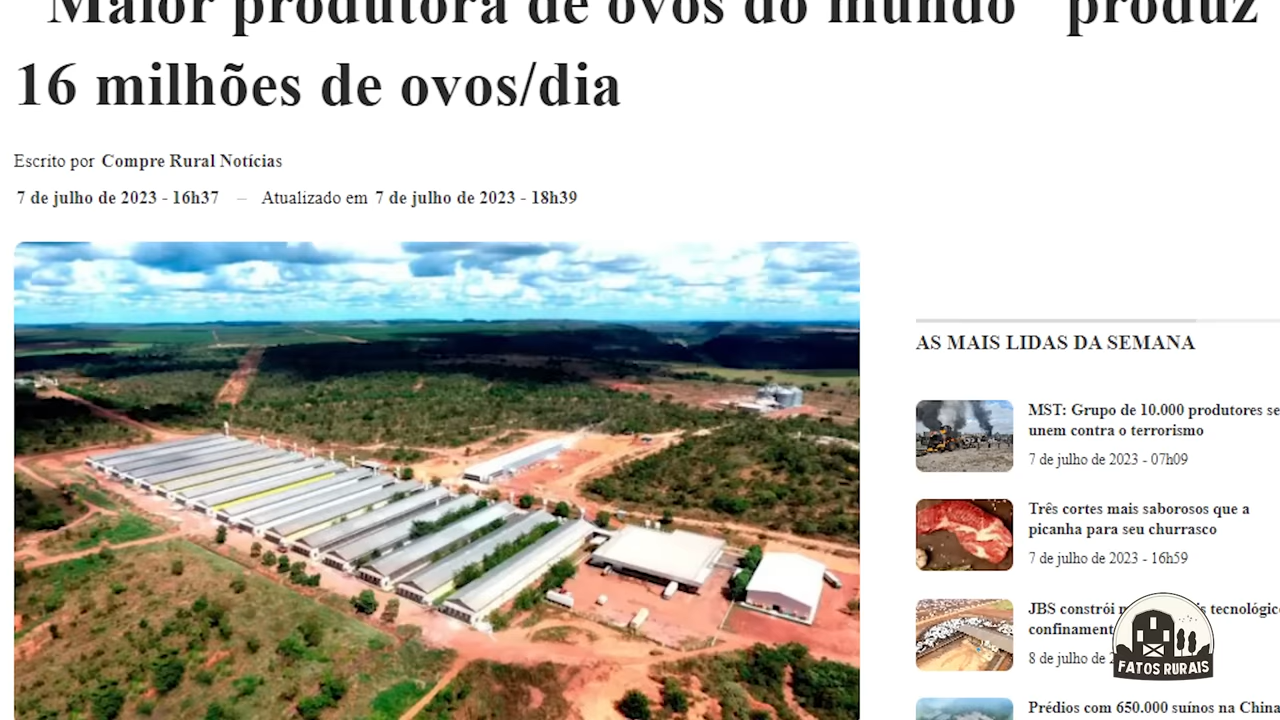 "Maior produtora de ovos do mundo" produz
16 milhões de ovos/dia
Escrito por Compre Rural Notícias
7 de julho de 2023 - 16h37 – Atualizado em 7 de julho de 2023 - 18h39
AS MAIS LIDAS DA SEMANA
MST: Grupo de 10.000 produtores se
unem contra o terrorismo
7 de julho de 2023 - 07h09
Três cortes mais saborosos que a
picanha para seu churrasco
7 de julho de 2023 - 16h59
JBS constrói tecnológic
confinament
8 de julho de 2
FATOS RURAIS
Prédios com 650.000 suínos na China